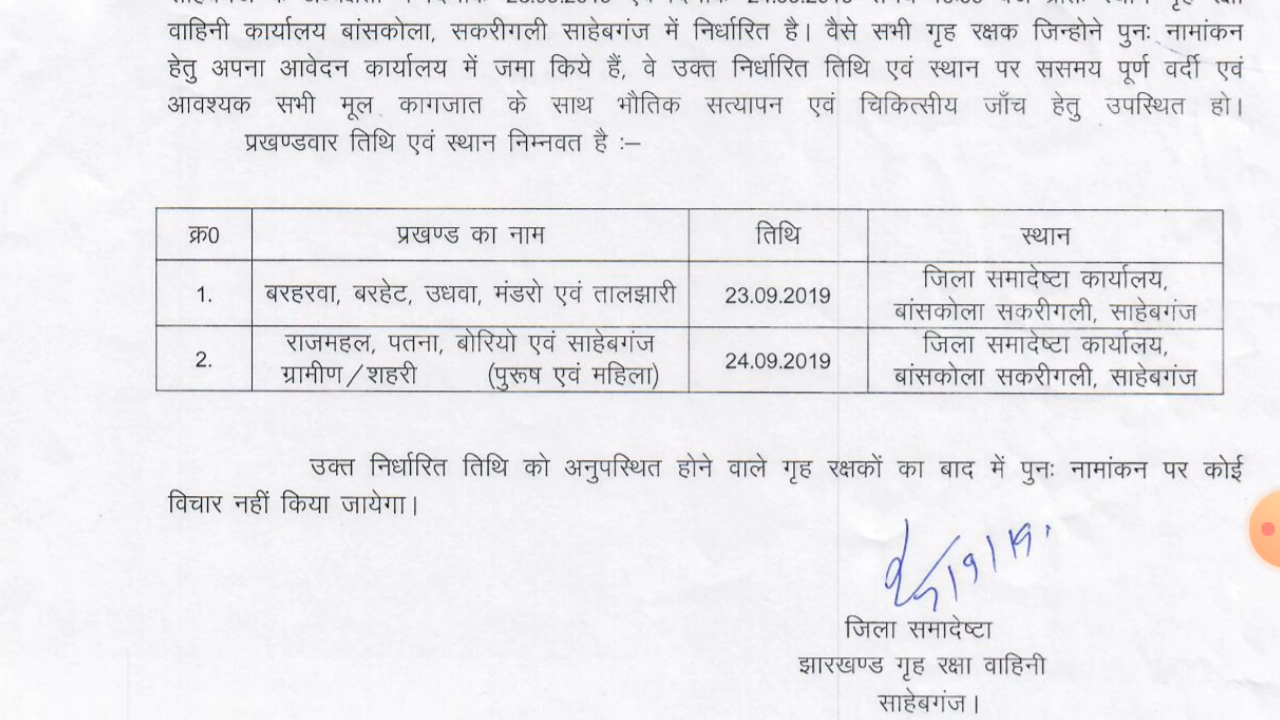 वाहिनी कार्यालय बांसकोला, सकरीगली साहेबगंज में निर्धारित है। वैसे सभी गृह रक्षक जिन्होने पुनः नामांकन
हेतु अपना आवेदन कार्यालय में जमा किये हैं, वे उक्त निर्धारित तिथि एवं स्थान पर ससमय पूर्ण वर्दी एवं
आवश्यक सभी मूल कागजात के साथ भौतिक सत्यापन एवं चिकित्सीय जाँच हेतु उपस्थित हो।
प्रखण्डवार तिथि एवं स्थान निम्नवत है :–
क्र0 प्रखण्ड का नाम तिथि स्थान
1. बरहरवा, बरहेट, उधवा, मंडरो एवं तालझारी 23.09.2019 जिला समादेष्टा कार्यालय,
बांसकोला सकरीगली, साहेबगंज
2. राजमहल, पतना, बोरियो एवं साहेबगंज
ग्रामीण/शहरी (पुरूष एवं महिला) 24.09.2019 जिला समादेष्टा कार्यालय,
बांसकोला सकरीगली, साहेबगंज
उक्त निर्धारित तिथि को अनुपस्थित होने वाले गृह रक्षकों का बाद में पुनः नामांकन पर कोई
विचार नहीं किया जायेगा।
जिला समादेष्टा
झारखण्ड गृह रक्षा वाहिनी
साहेबगंज।